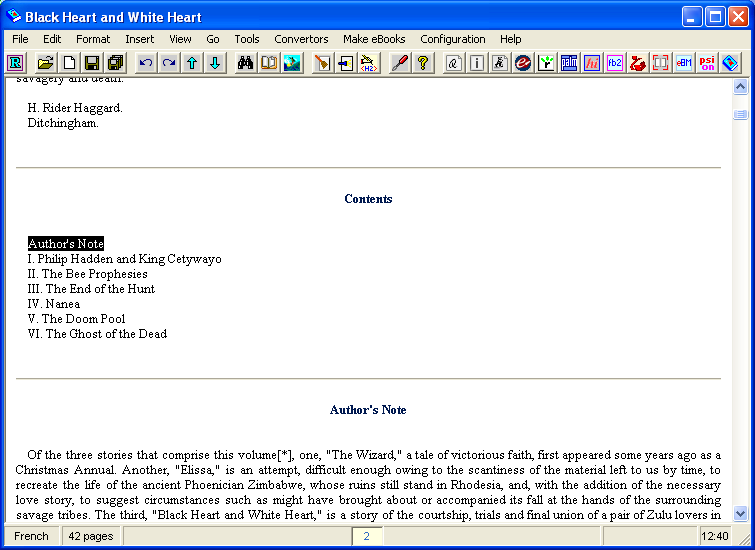 Black Heart and White Heart
File Edit Format Insert View Go Tools Convertors Make eBooks Configuration Help
R <H2> ? a i hi fb2 eBM psi on
savagery and death.
H. Rider Haggard.
Ditchingham.
Contents
Author's Note
I. Philip Hadden and King Cetywayo
II. The Bee Prophesies
III. The End of the Hunt
IV. Nanea
V. The Doom Pool
VI. The Ghost of the Dead
Author's Note
Of the three stories that comprise this volume[*], one, "The Wizard," a tale of victorious faith, first appeared some years ago as a
Christmas Annual. Another, "Elissa," is an attempt, difficult enough owing to the scantiness of the material left to us by time, to
recreate the life of the ancient Phoenician Zimbabwe, whose ruins still stand in Rhodesia, and, with the addition of the necessary
love story, to suggest circumstances such as might have brought about or accompanied its fall at the hands of the surrounding
savage tribes. The third, "Black Heart and White Heart," is a story of the courtship, trials and final union of a pair of Zulu lovers in
French 42 pages 2 12:40